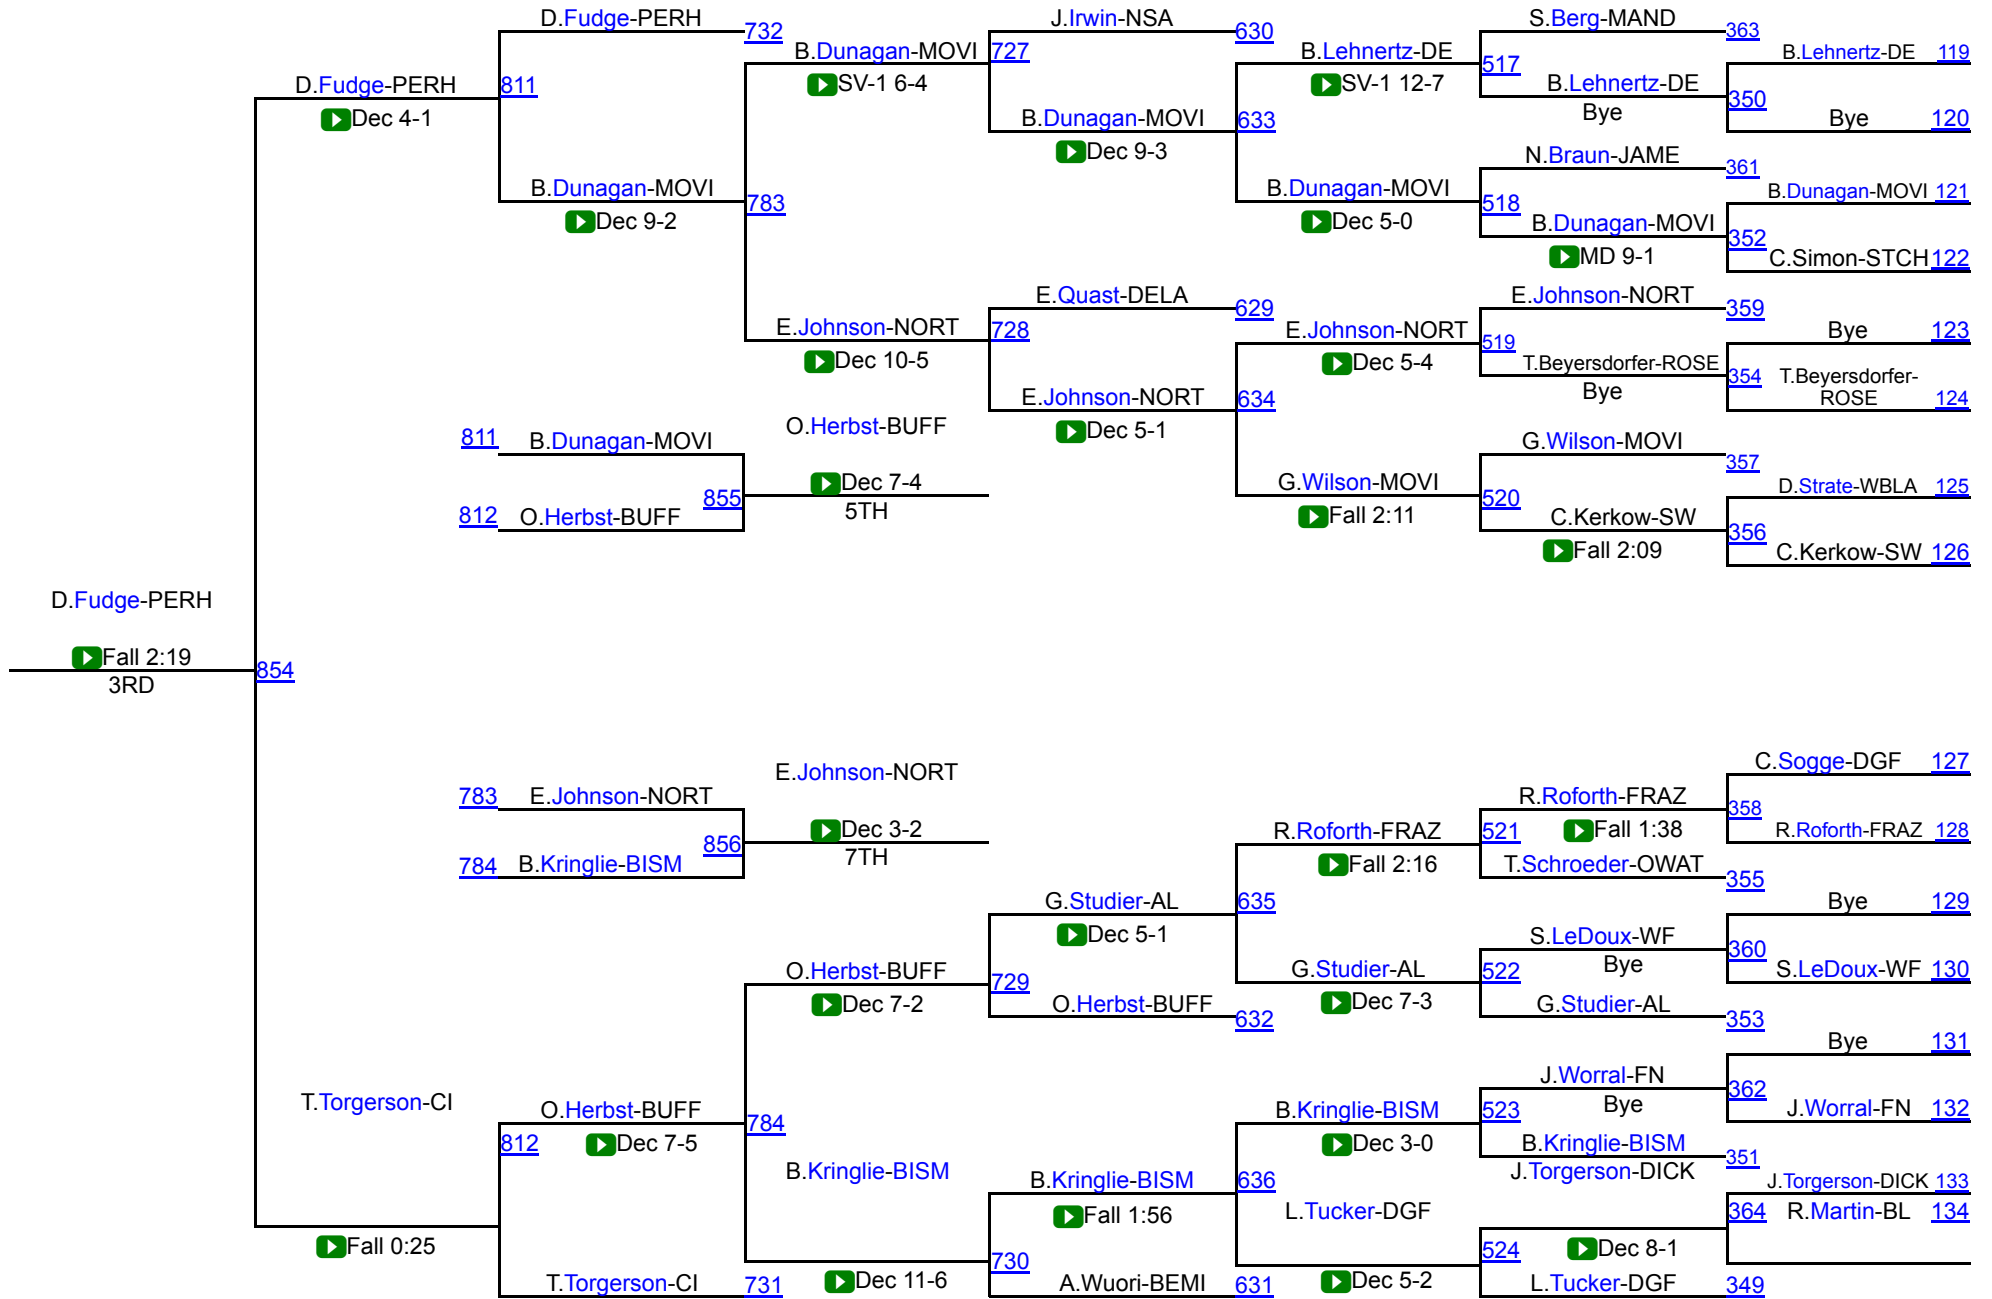 D.Fudge-PERH
732
J.Irwin-NSA
630
S.Berg-MAND
363
B.Dunagan-MOVI
727
B.Lehnertz-DE
517
B.Lehnertz-DE
119
D.Fudge-PERH
811
SV-1 6-4
SV-1 12-7
B.Lehnertz-DE
350
Dec 4-1
B.Dunagan-MOVI
633
Bye
Bye
120
Dec 9-3
N.Braun-JAME
361
B.Dunagan-MOVI
783
B.Dunagan-MOVI
518
B.Dunagan-MOVI
121
Dec 9-2
Dec 5-0
B.Dunagan-MOVI
352
MD 9-1
C.Simon-STCH
122
E.Quast-DELA
629
E.Johnson-NORT
359
E.Johnson-NORT
728
E.Johnson-NORT
519
Bye
123
Dec 10-5
Dec 5-4
T.Beyersdorfer-ROSE
354
T.Beyersdorfer-
ROSE
124
E.Johnson-NORT
634
Bye
O.Herbst-BUFF
Dec 5-1
811
B.Dunagan-MOVI
G.Wilson-MOVI
357
Dec 7-4
G.Wilson-MOVI
520
D.Strate-WBLA
125
855
5TH
812
O.Herbst-BUFF
Fall 2:11
C.Kerkow-SW
356
Fall 2:09
C.Kerkow-SW
126
D.Fudge-PERH
Fall 2:19
854
3RD
E.Johnson-NORT
C.Sogge-DGF
127
783
E.Johnson-NORT
R.Roforth-FRAZ
358
Dec 3-2
R.Roforth-FRAZ
521
Fall 1:38
R.Roforth-FRAZ
128
856
7TH
784
B.Kringlie-BISM
Fall 2:16
T.Schroeder-OWAT
355
G.Studier-AL
635
Bye
129
Dec 5-1
S.LeDoux-WF
360
O.Herbst-BUFF
729
G.Studier-AL
522
Bye
S.LeDoux-WF
130
Dec 7-2
O.Herbst-BUFF
632
Dec 7-3
G.Studier-AL
353
Bye
131
J.Worral-FN
362
T.Torgerson-CI
O.Herbst-BUFF
784
B.Kringlie-BISM
523
Bye
J.Worral-FN
132
812
Dec 7-5
Dec 3-0
B.Kringlie-BISM
351
B.Kringlie-BISM
B.Kringlie-BISM
636
J.Torgerson-DICK
J.Torgerson-DICK
133
Fall 1:56
L.Tucker-DGF
364
R.Martin-BL
134
Fall 0:25
730
524
Dec 8-1
T.Torgerson-CI
731
Dec 11-6
A.Wuori-BEMI
631
Dec 5-2
L.Tucker-DGF
349